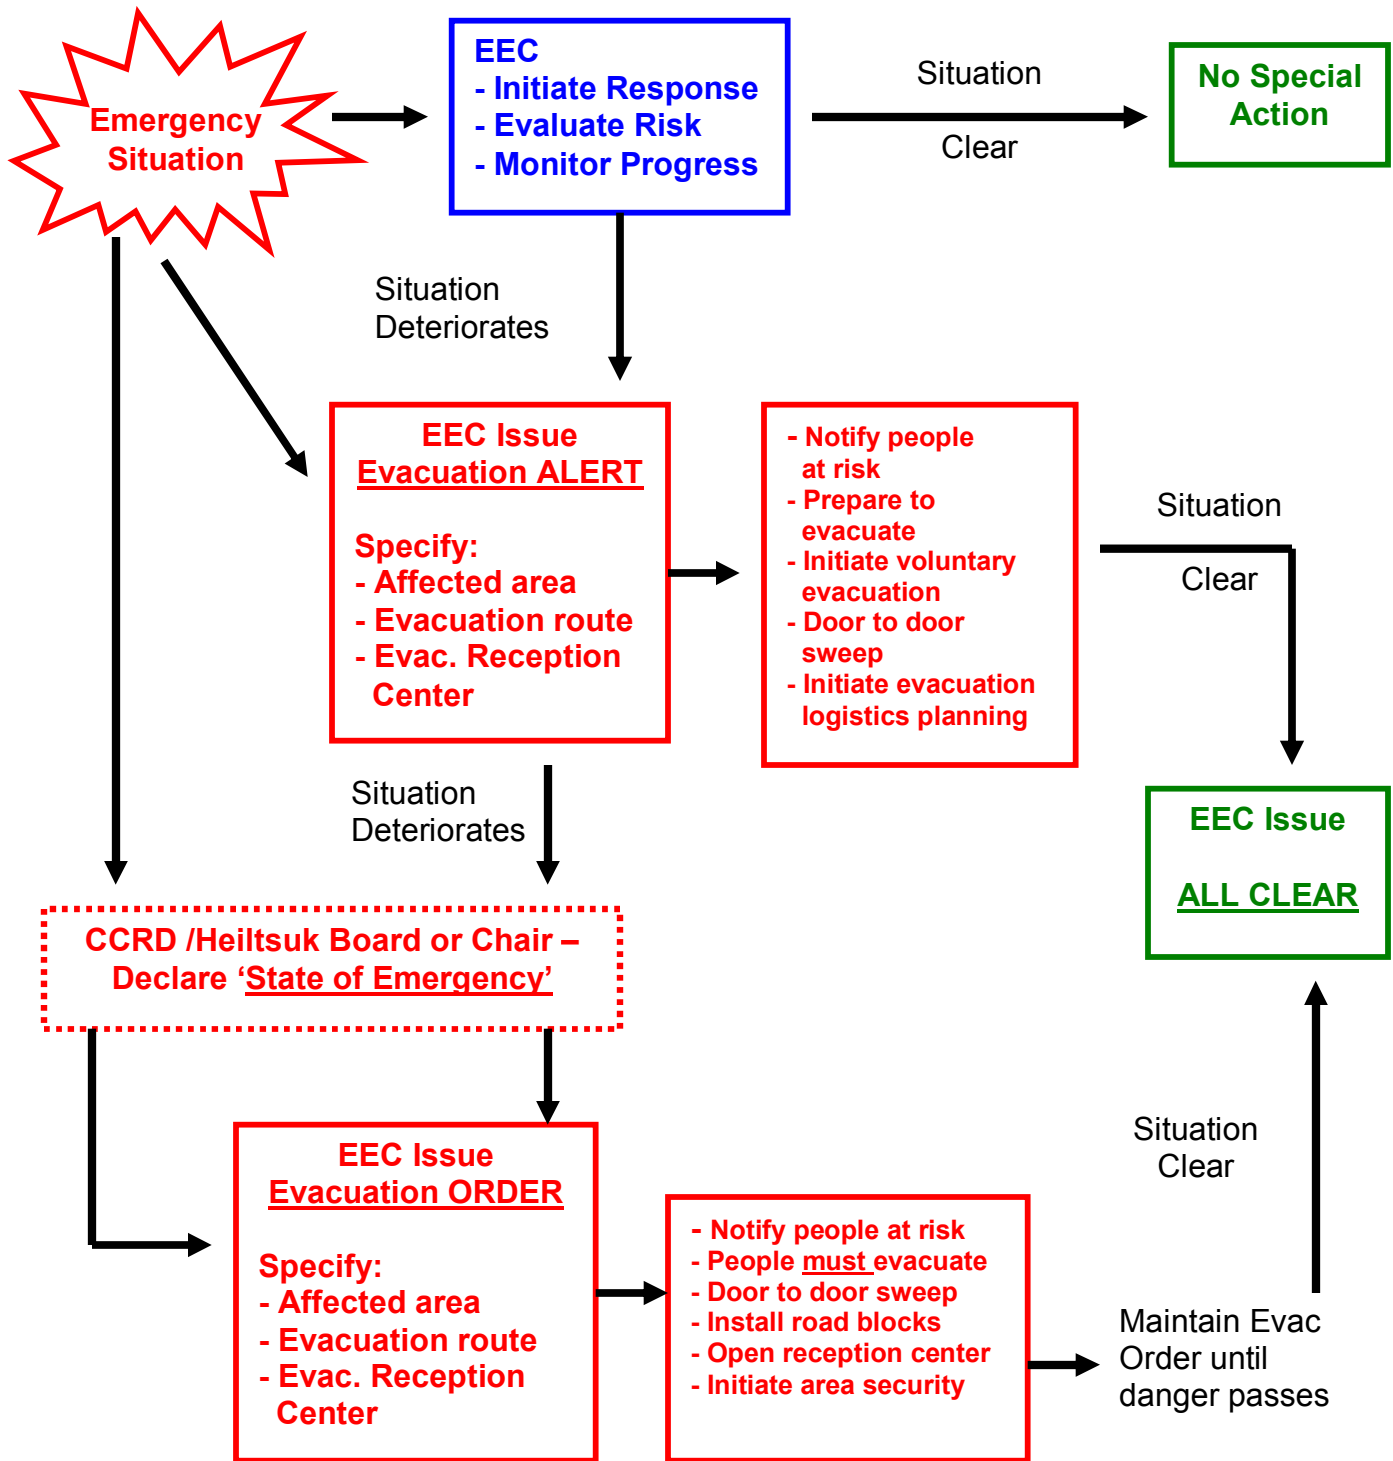 Emergency
Situation
EEC
- Initiate Response
- Evaluate Risk
- Monitor Progress
Situation
Clear
No Special
Action
Situation
Deteriorates
EEC Issue
Evacuation ALERT
Specify:
- Affected area
- Evacuation route
- Evac. Reception
Center
- Notify people
at risk
- Prepare to
evacuate
- Initiate voluntary
evacuation
- Door to door
sweep
- Initiate evacuation
logistics planning
Situation
Clear
Situation
Deteriorates
EEC Issue
ALL CLEAR
CCRD /Heiltsuk Board or Chair –
Declare ‘State of Emergency’
EEC Issue
Evacuation ORDER
Specify:
- Affected area
- Evacuation route
- Evac. Reception
Center
- Notify people at risk
- People must evacuate
- Door to door sweep
- Install road blocks
- Open reception center
- Initiate area security
Situation
Clear
Maintain Evac
Order until
danger passes